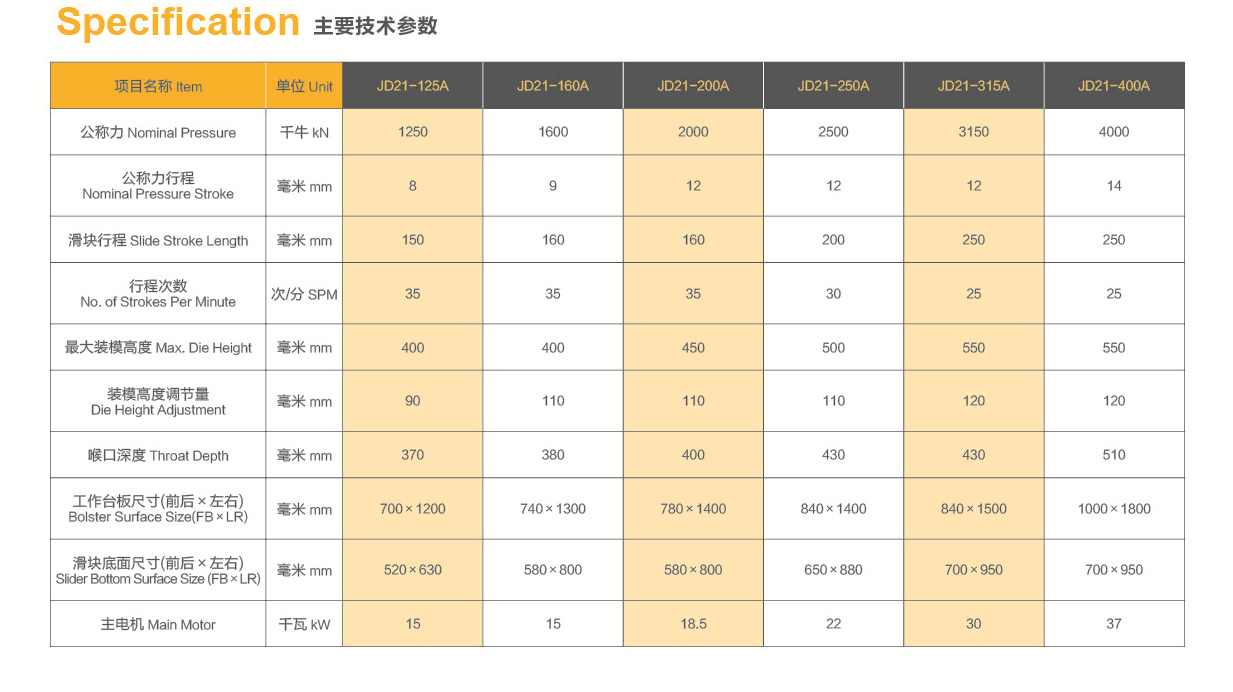 Specification 主要技术参数
项目名称 Item 单位 Unit JD21-125A JD21-160A JD21-200A JD21-250A JD21-315A JD21-400A
公称力 Nominal Pressure 千牛 kN 1250 1600 2000 2500 3150 4000
公称力行程
Nominal Pressure Stroke 毫米 mm 8 9 12 12 12 14
滑块行程 Slide Stroke Length 毫米 mm 150 160 160 200 250 250
行程次数
No. of Strokes Per Minute 次/分 SPM 35 35 35 30 25 25
最大装模高度 Max. Die Height 毫米 mm 400 400 450 500 550 550
装模高度调节量
Die Height Adjustment 毫米 mm 90 110 110 110 120 120
喉口深度 Throat Depth 毫米 mm 370 380 400 430 430 510
工作台板尺寸(前后×左右)
Bolster Surface Size(FB×LR) 毫米 mm 700×1200 740×1300 780×1400 840×1400 840×1500 1000×1800
滑块底面尺寸(前后×左右)
Slider Bottom Surface Size (FB×LR) 毫米 mm 520×630 580×800 580×800 650×880 700×950 700×950
主电机 Main Motor 千瓦 kW 15 15 18.5 22 30 37